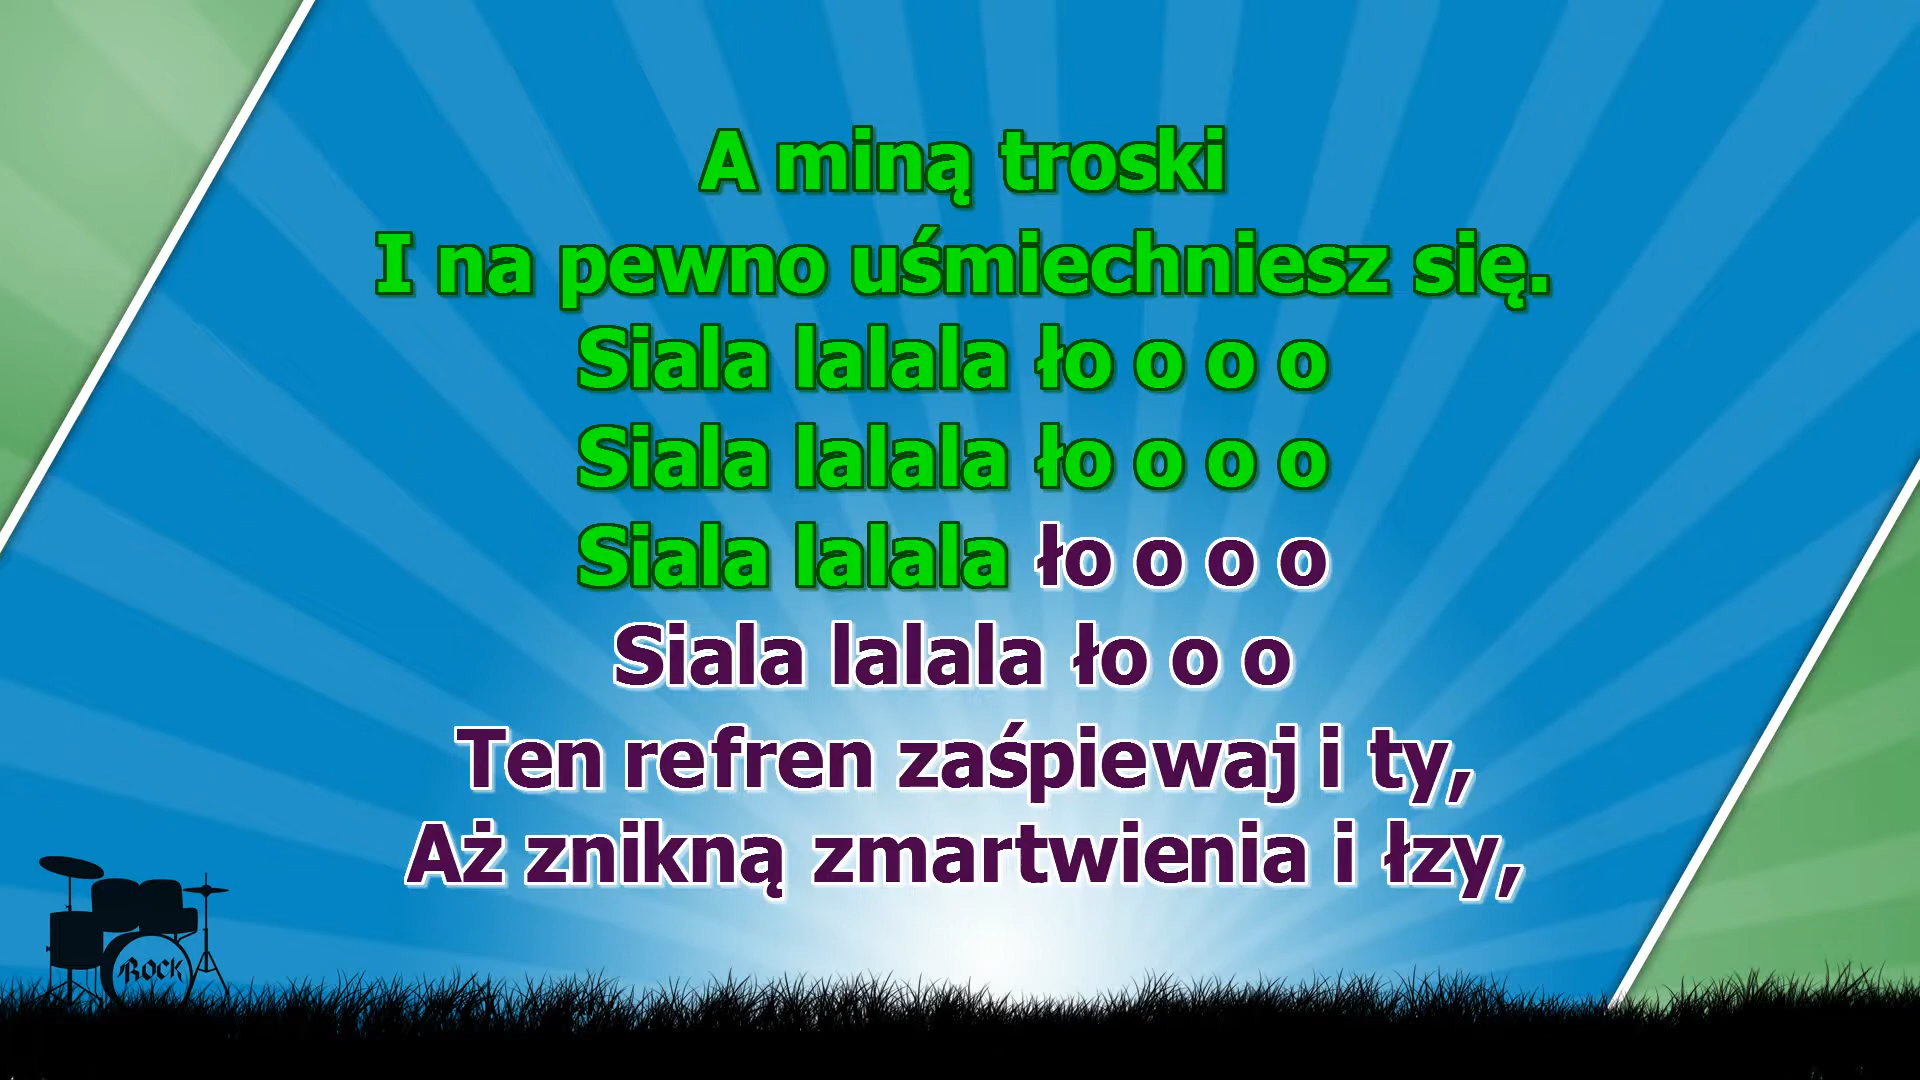 A miną troski
I na pewno uśmiechniesz się.
Siala lalala ło o o o
Siala lalala ło o o o
Siala lalala ło o o o
Siala lalala ło o o
Ten refren zaśpiewaj i ty,
Aż znikną zmartwienia i łzy,
ROCK